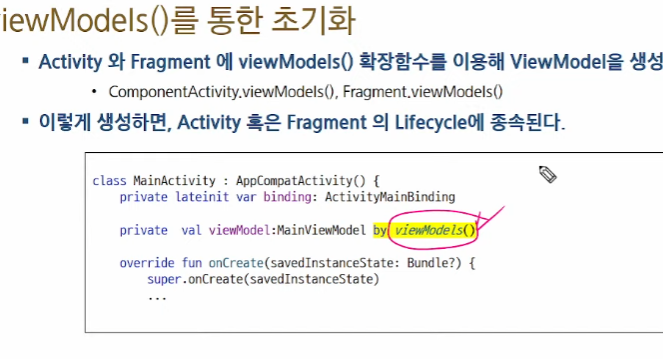 iewModels()를 통한 초기화
▪ Activity 와 Fragment 에 viewModels() 확장함수를 이용해 ViewModel을 생성
• ComponentActivity.viewModels(), Fragment.viewModels()
▪ 이렇게 생성하면, Activity 혹은 Fragment 의 Lifecycle에 종속된다.
class MainActivity : AppCompatActivity() {
private lateinit var binding: ActivityMainBinding
private val viewModel:MainViewModel by viewModels()
override fun onCreate(savedInstanceState: Bundle?) {
super.onCreate(savedInstanceState)
...